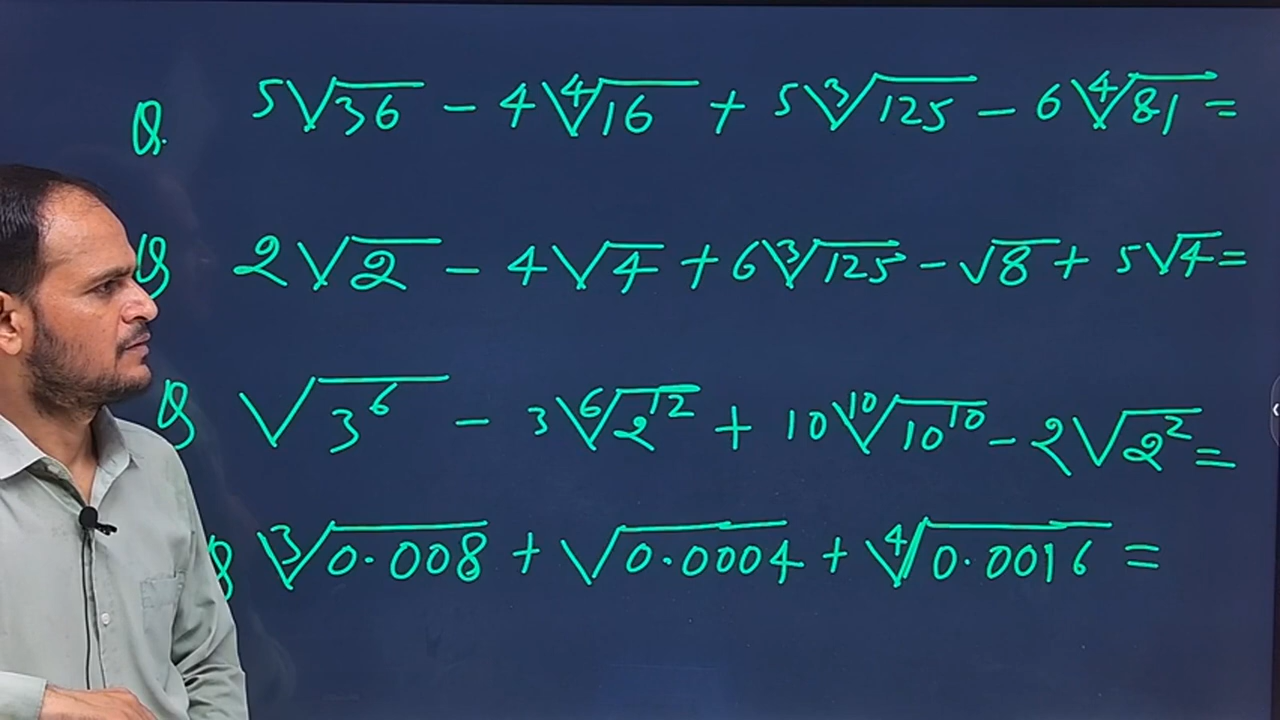 Q. 5√36 − 4∜16 + 5∛125 − 6∜81 =
Q 2√2 − 4√4 + 6∛125 − √8 + 5√4 =
Q √3⁶ − 3⁶√2¹² + 10¹⁰√10¹⁰ − 2√2² =
Q ∛0.008 + √0.0004 + ∜0.0016 =